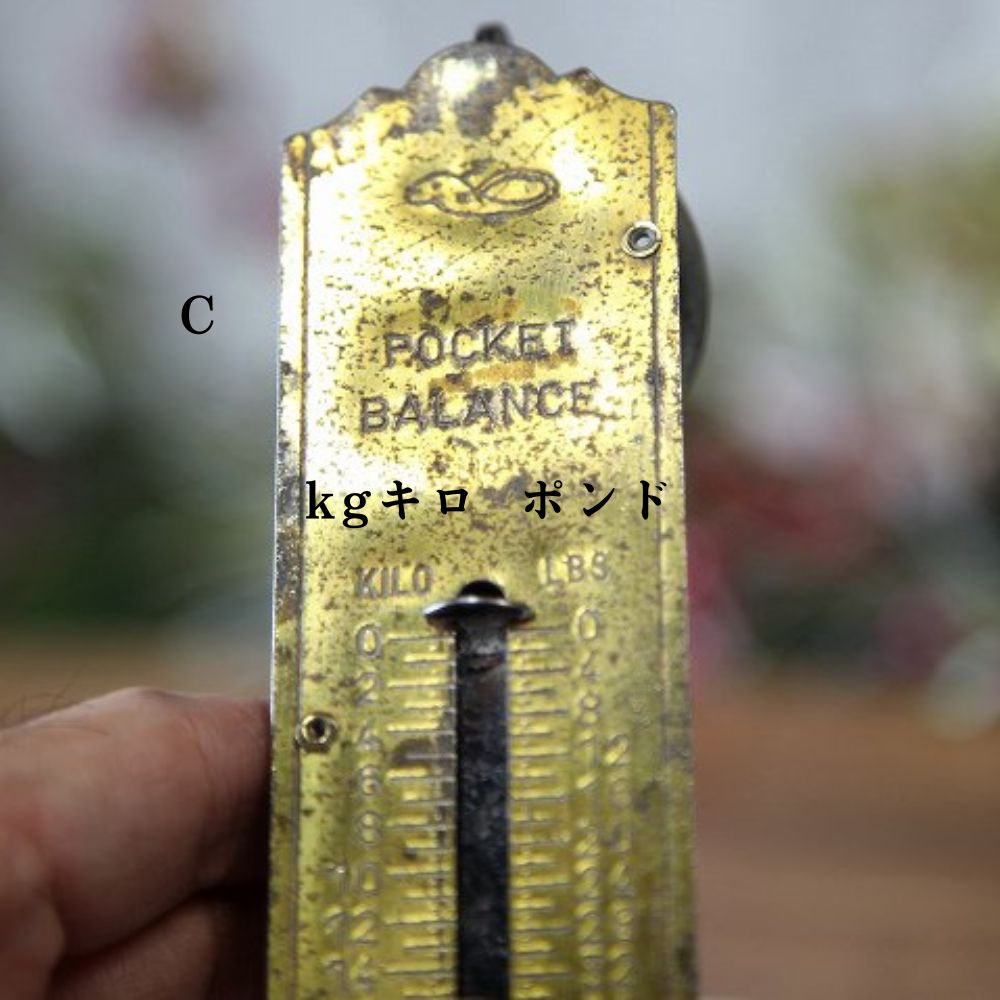 C
POCKET
BALANCE
kgキロ　ポンド
KILO LBS
0 0
2 4
4 8
6
8
10
12